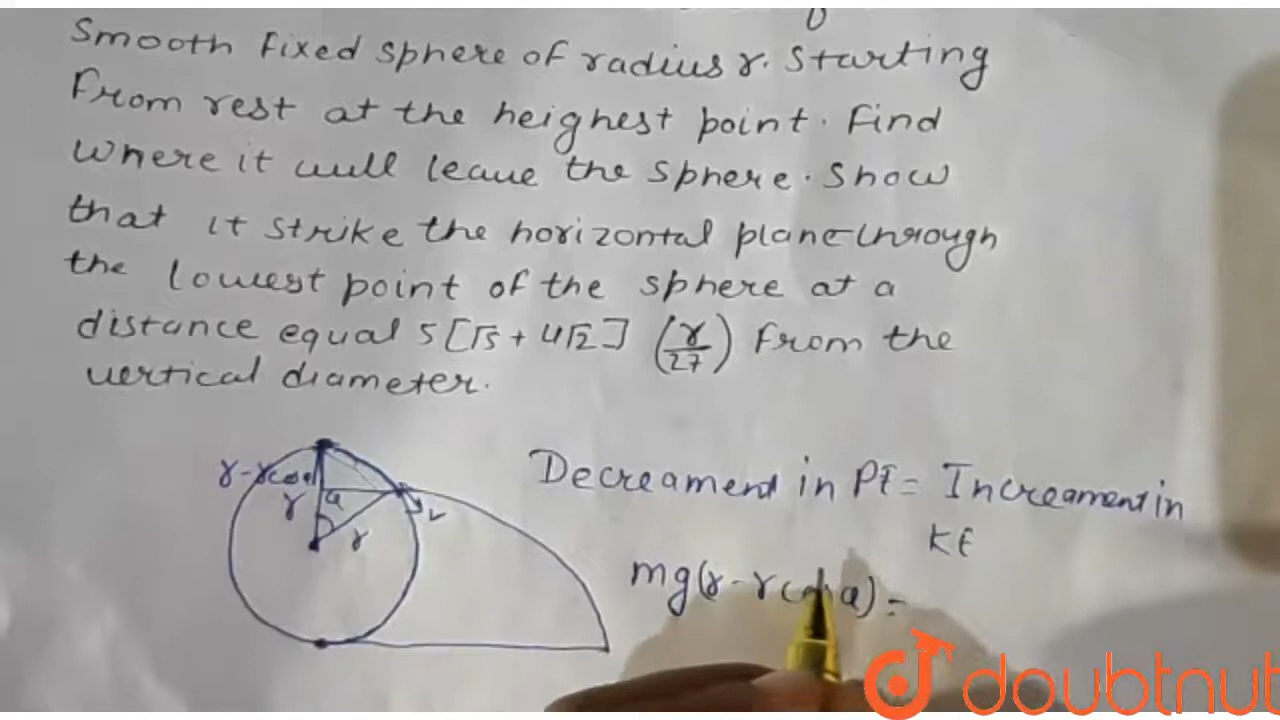 smooth fixed sphere of radius r. starting
From rest at the heighest point. Find
where it will leave the sphere. show
that it strike the horizontal plane through
the lowest point of the sphere at a
distance equal 5[√5 + 4√2] (r/27) from the
vertical diameter.
r-rcosα
r
α
r
v
Decreament in PE = Increament in
KE
mg(r-rcosα) =
doubtnut